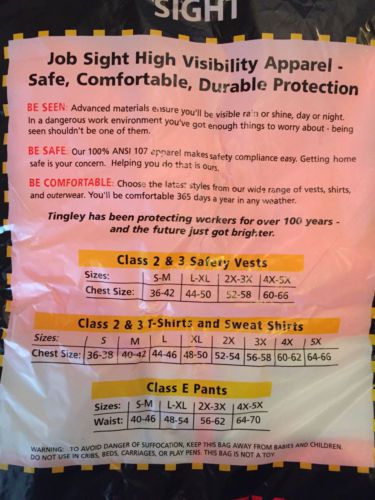 SIGHT
Job Sight High Visibility Apparel -
Safe, Comfortable, Durable Protection
BE SEEN: Advanced materials ensure you'll be visible rain or shine, day or night.
In a dangerous work environment you've got enough things to worry about - being
seen shouldn't be one of them.
BE SAFE: Our 100% ANSI 107 apparel makes safety compliance easy. Getting home
safe is your concern. Helping you do that is ours.
BE COMFORTABLE: Choose the latest styles from our wide range of vests, shirts,
and outerwear. You'll be comfortable 365 days a year in any weather.
Tingley has been protecting workers for over 100 years -
and the future just got brighter.
Class 2 & 3 Safety Vests
Sizes: S-M L-XL 2X-3X 4X-5X
Chest Size: 36-42 44-50 52-58 60-66
Class 2 & 3 T-Shirts and Sweat Shirts
Sizes: S M L XL 2X 3X 4X 5X
Chest Size: 36-38 40-42 44-46 48-50 52-54 56-58 60-62 64-66
Class E Pants
Sizes: S-M L-XL 2X-3X 4X-5X
Waist: 40-46 48-54 56-62 64-70
WARNING: TO AVOID DANGER OF SUFFOCATION, KEEP THIS BAG AWAY FROM BABIES AND CHILDREN.
DO NOT USE IN CRIBS, BEDS, CARRIAGES, OR PLAY PENS. THIS BAG IS NOT A TOY.